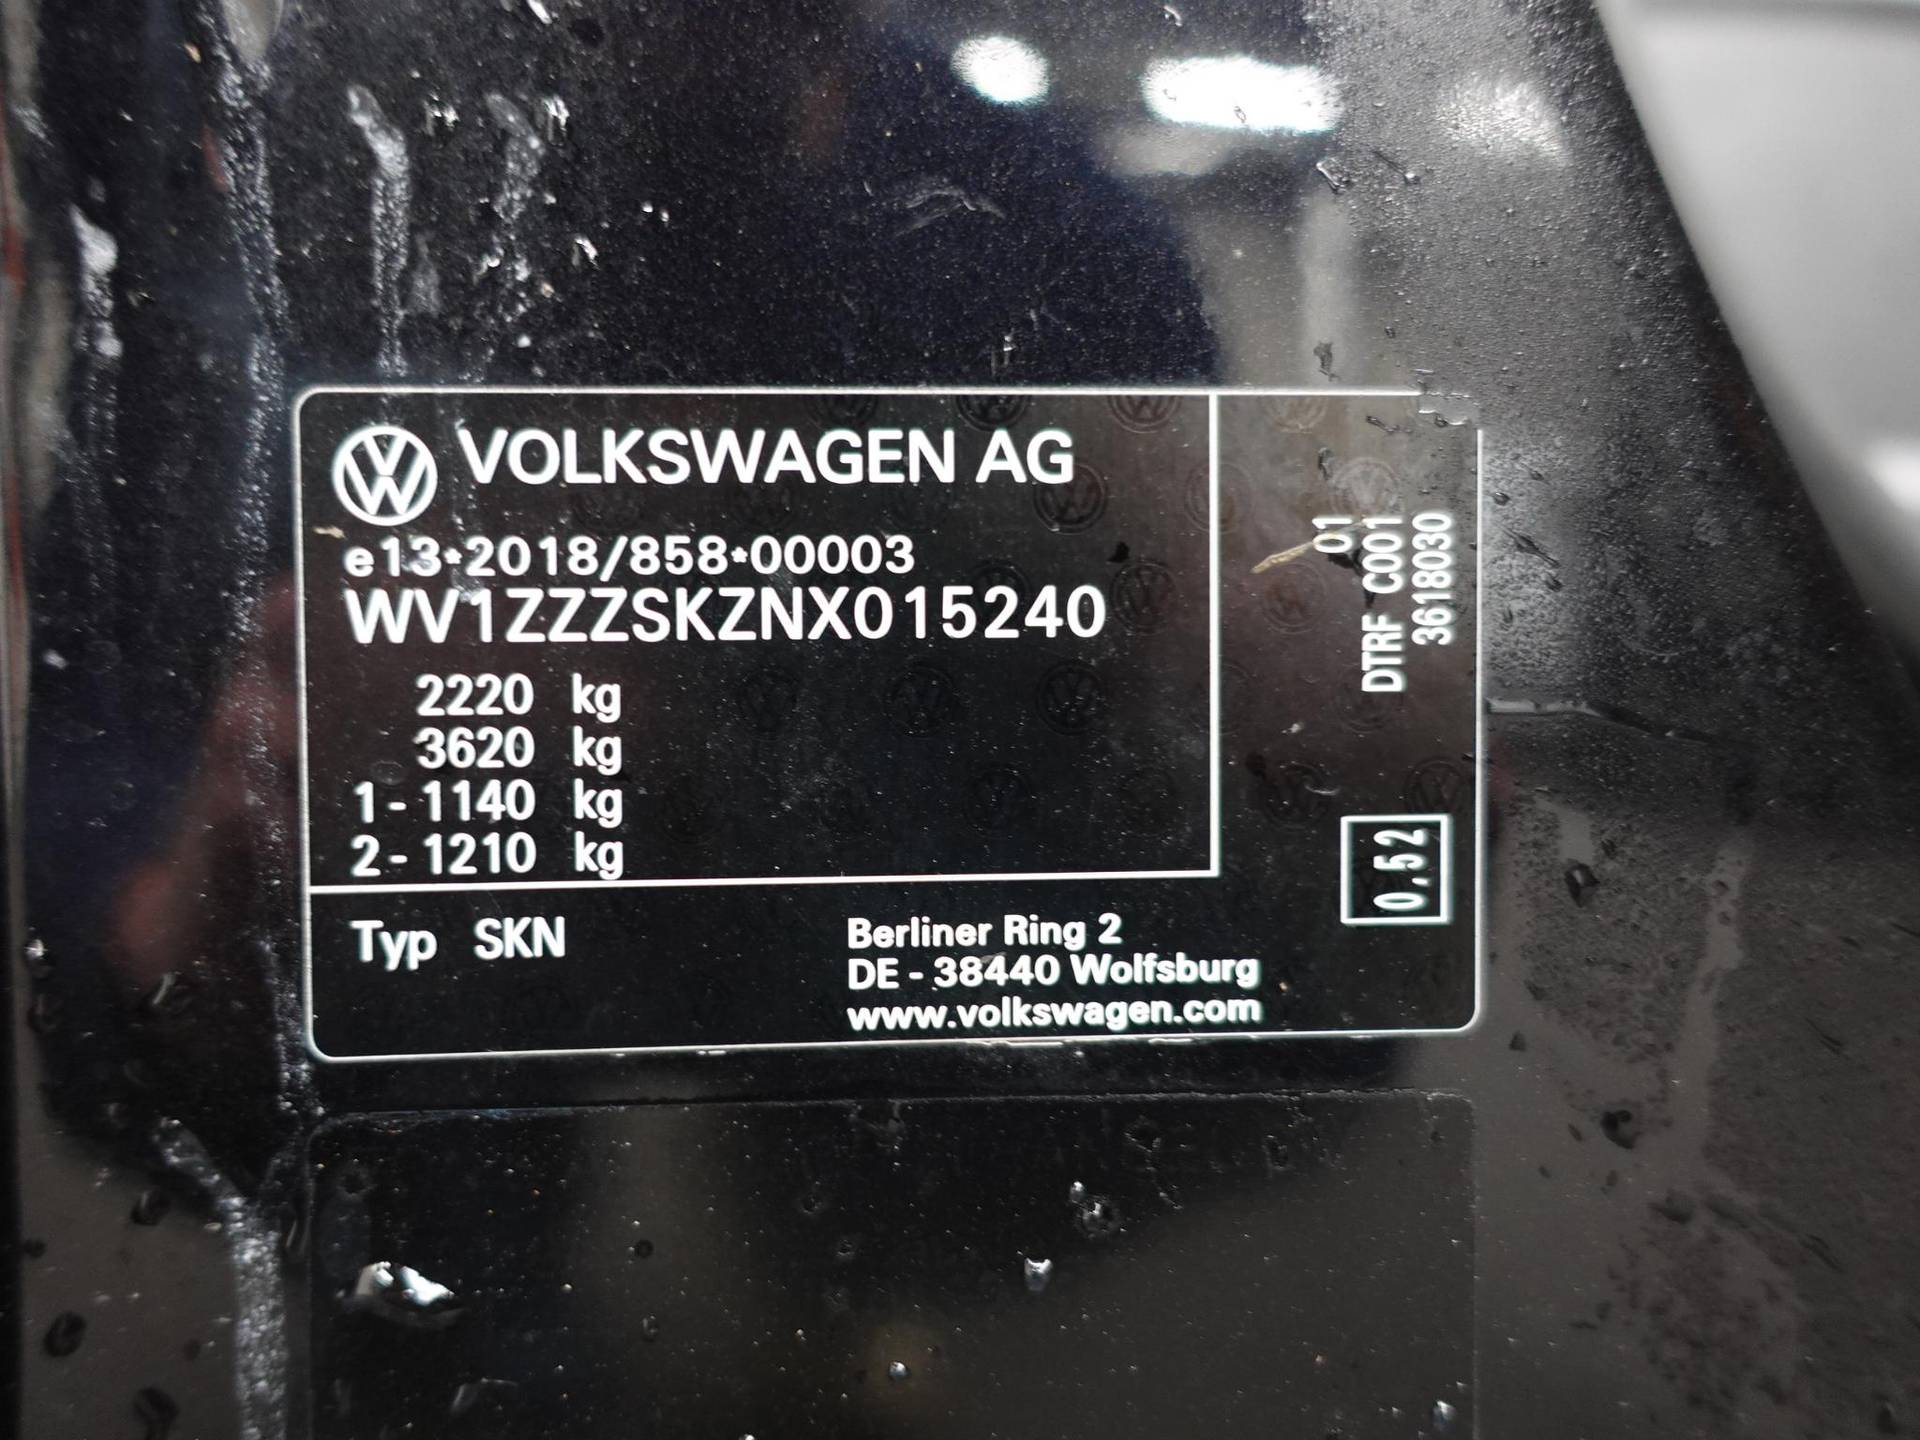 VOLKSWAGEN AG
e13*2018/858*00003
WV1ZZZSKZNX015240
2220 kg
3620 kg
1 - 1140 kg
2 - 1210 kg
Typ SKN
Berliner Ring 2
DE - 38440 Wolfsburg
www.volkswagen.com
01
DTRF C001
3618030
0.52